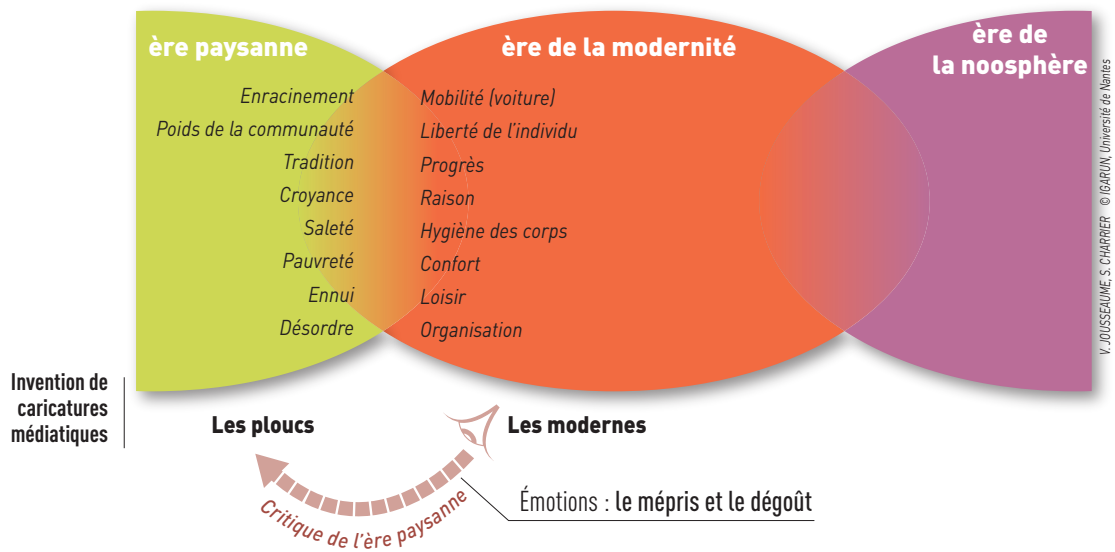 ère paysanne
ère de la modernité
ère de
la noosphère
Enracinement
Poids de la communauté
Tradition
Croyance
Saleté
Pauvreté
Ennui
Désordre
Mobilité (voiture)
Liberté de l'individu
Progrès
Raison
Hygiène des corps
Confort
Loisir
Organisation
V. JOUSSEAUME, S. CHARRIER © IGARUN, Université de Nantes
Invention de
caricatures
médiatiques
Les ploucs
Les modernes
Critique de l'ère paysanne
Émotions : le mépris et le dégoût